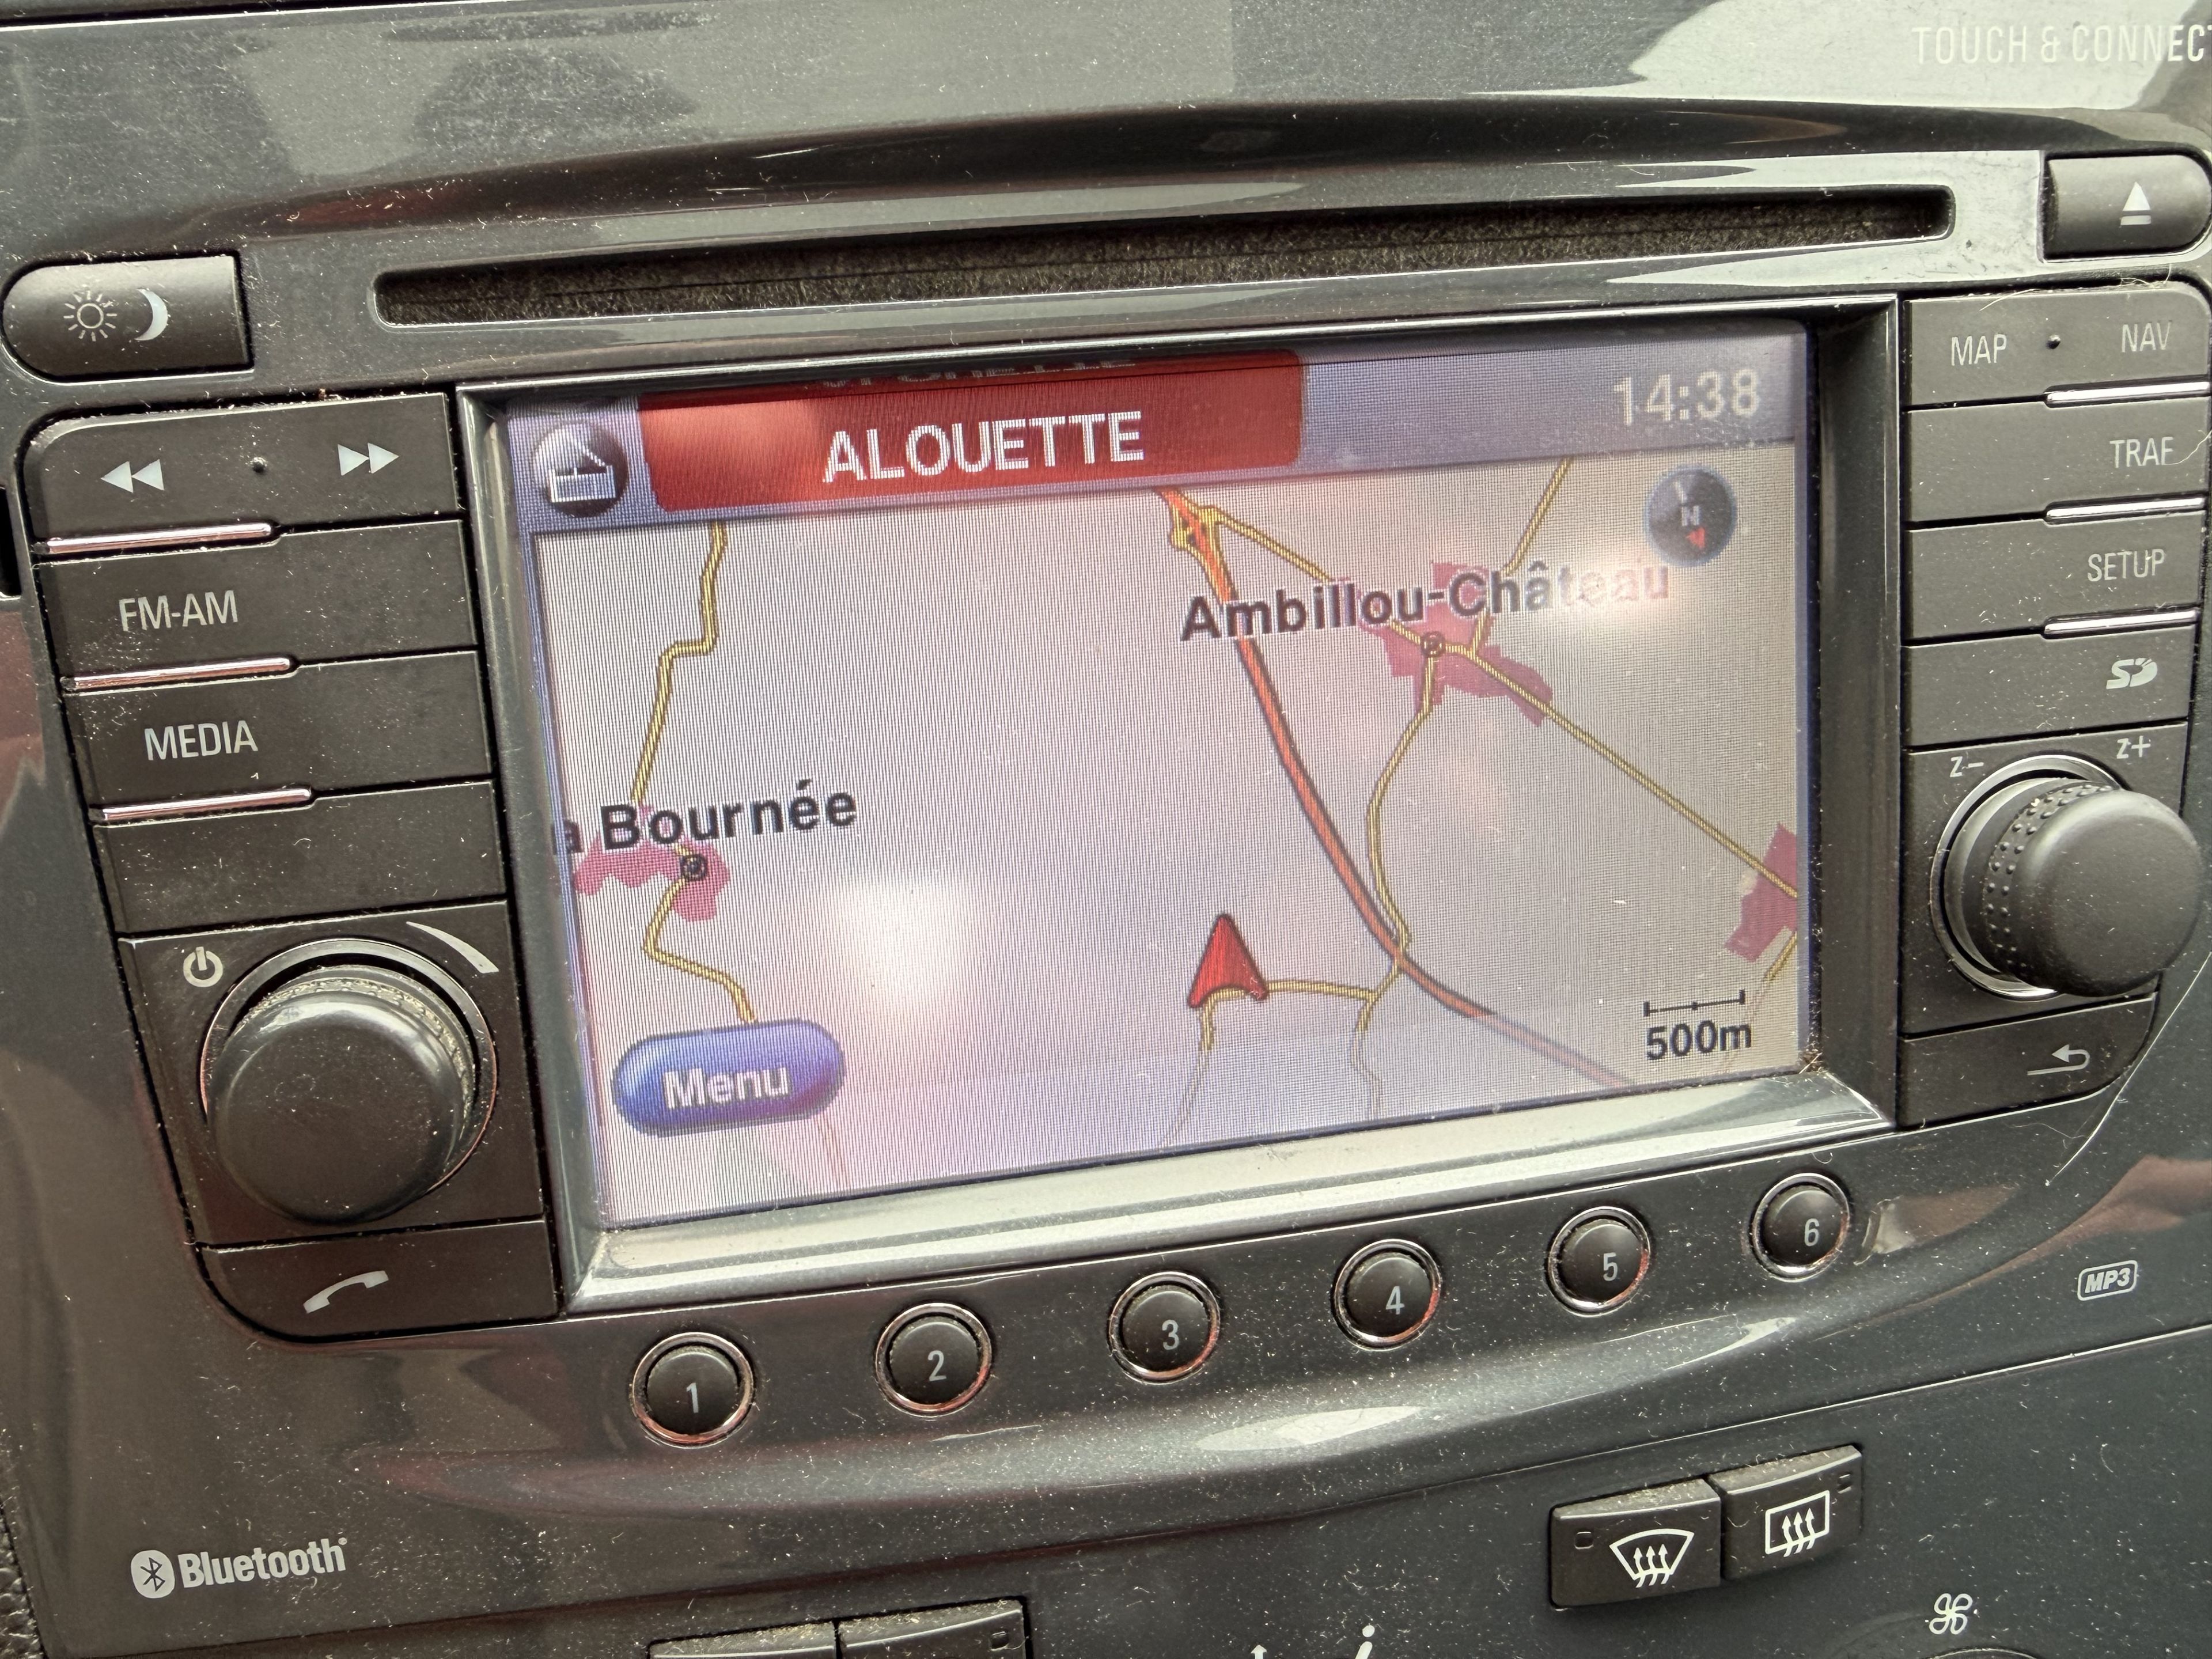 TOUCH & CONNEC
MAP NAV
ALOUETTE
14:38
TRAF
N
FM-AM
SETUP
Ambillou-Château
MEDIA
z- z+
a Bournée
500m
Menu
1 2 3 4 5 6
MP3
Bluetooth